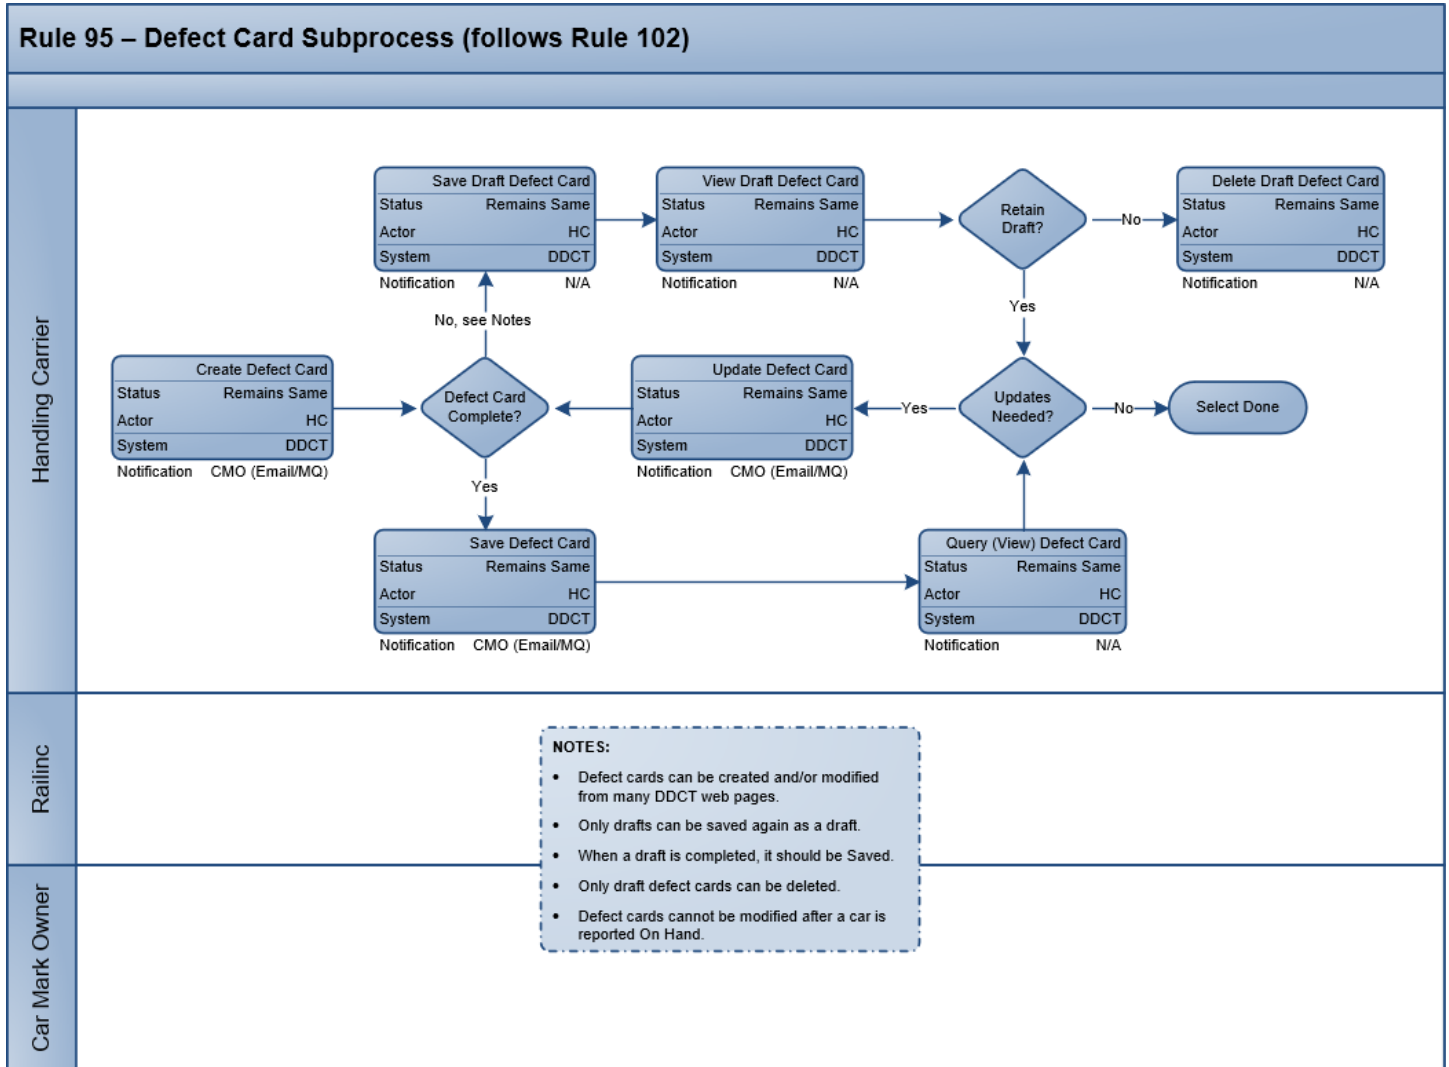 Rule 95 – Defect Card Subprocess (follows Rule 102)
Handling Carrier
Save Draft Defect Card
Status Remains Same
Actor HC
System DDCT
Notification N/A
View Draft Defect Card
Status Remains Same
Actor HC
System DDCT
Notification N/A
Retain
Draft?
No
Delete Draft Defect Card
Status Remains Same
Actor HC
System DDCT
Notification N/A
No, see Notes
Yes
Create Defect Card
Status Remains Same
Actor HC
System DDCT
Notification CMO (Email/MQ)
Defect Card
Complete?
Update Defect Card
Status Remains Same
Actor HC
System DDCT
Notification CMO (Email/MQ)
Yes
Updates
Needed?
No
Select Done
Yes
Save Defect Card
Status Remains Same
Actor HC
System DDCT
Notification CMO (Email/MQ)
Query (View) Defect Card
Status Remains Same
Actor HC
System DDCT
Notification N/A
Railinc
NOTES:
• Defect cards can be created and/or modified
from many DDCT web pages.
• Only drafts can be saved again as a draft.
• When a draft is completed, it should be Saved.
• Only draft defect cards can be deleted.
• Defect cards cannot be modified after a car is
reported On Hand.
Car Mark Owner